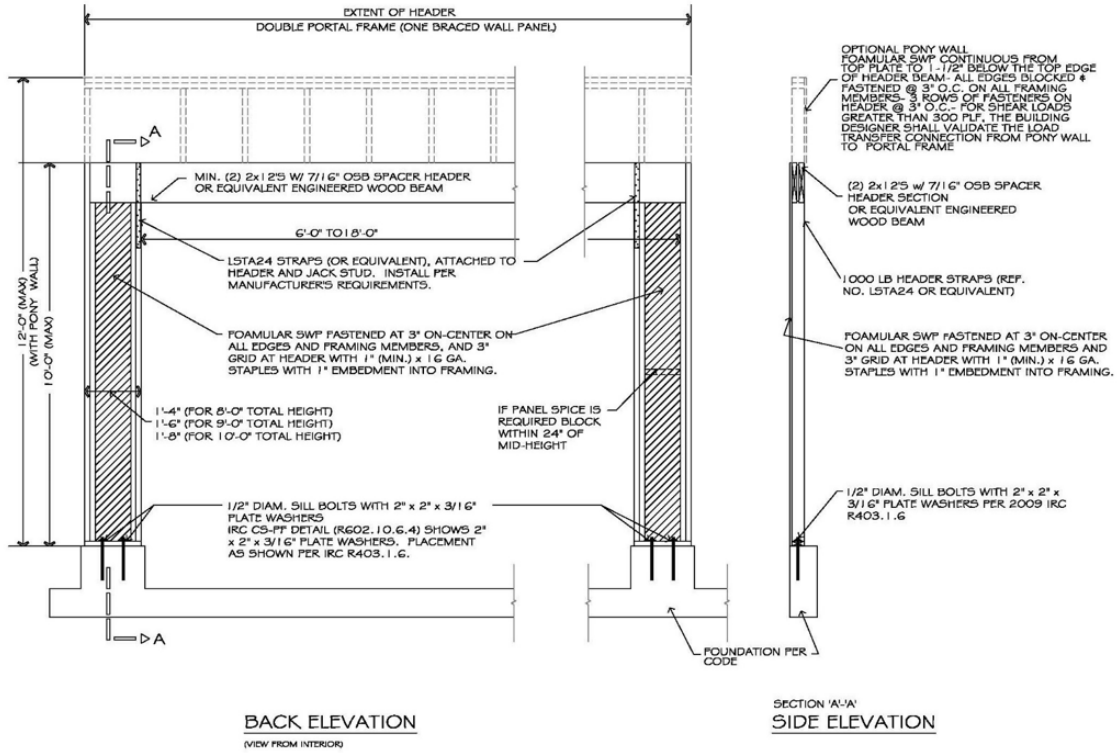 EXTENT OF HEADER
DOUBLE PORTAL FRAME (ONE BRACED WALL PANEL)
OPTIONAL PONY WALL
FOAMULAR SWP CONTINUOUS FROM
TOP PLATE TO 1-1/2" BELOW THE TOP EDGE
OF HEADER BEAM- ALL EDGES BLOCKED &
FASTENED @ 3" O.C. ON ALL FRAMING
MEMBERS- 3 ROWS OF FASTENERS ON
HEADER @ 3" O.C.- FOR SHEAR LOADS
GREATER THAN 300 PLF, THE BUILDING
DESIGNER SHALL VALIDATE THE LOAD
TRANSFER CONNECTION FROM PONY WALL
TO PORTAL FRAME
A
MIN. (2) 2x12'S W/ 7/16" OSB SPACER HEADER
OR EQUIVALENT ENGINEERED WOOD BEAM
(2) 2x12'S W/ 7/16" OSB SPACER
HEADER SECTION
OR EQUIVALENT ENGINEERED
WOOD BEAM
6'-0" TO 18'-0"
LSTA24 STRAPS (OR EQUIVALENT), ATTACHED TO
HEADER AND JACK STUD. INSTALL PER
MANUFACTURER'S REQUIREMENTS.
1000 LB HEADER STRAPS (REF.
NO. LSTA24 OR EQUIVALENT)
12'-0" (MAX)
(WITH PONY WALL)
10'-0" (MAX)
FOAMULAR SWP FASTENED AT 3" ON-CENTER ON
ALL EDGES AND FRAMING MEMBERS, AND 3"
GRID AT HEADER WITH 1" (MIN.) x 16 GA.
STAPLES WITH 1" EMBEDMENT INTO FRAMING.
FOAMULAR SWP FASTENED AT 3" ON-CENTER
ON ALL EDGES AND FRAMING MEMBERS AND
3" GRID AT HEADER WITH 1" (MIN.) x 16 GA.
STAPLES WITH 1" EMBEDMENT INTO FRAMING.
1'-4" (FOR 8'-0" TOTAL HEIGHT)
1'-6" (FOR 9'-0" TOTAL HEIGHT)
1'-8" (FOR 10'-0" TOTAL HEIGHT)
IF PANEL SPICE IS
REQUIRED BLOCK
WITHIN 24" OF
MID-HEIGHT
1/2" DIAM. SILL BOLTS WITH 2" x 2" x 3/16"
PLATE WASHERS
IRC CS-PF DETAIL (R602.10.6.4) SHOWS 2"
x 2" x 3/16" PLATE WASHERS. PLACEMENT
AS SHOWN PER IRC R403.1.6.
1/2" DIAM. SILL BOLTS WITH 2" x 2" x
3/16" PLATE WASHERS PER 2009 IRC
R403.1.6
A
FOUNDATION PER
CODE
BACK ELEVATION
(VIEW FROM INTERIOR)
SECTION 'A'-'A'
SIDE ELEVATION